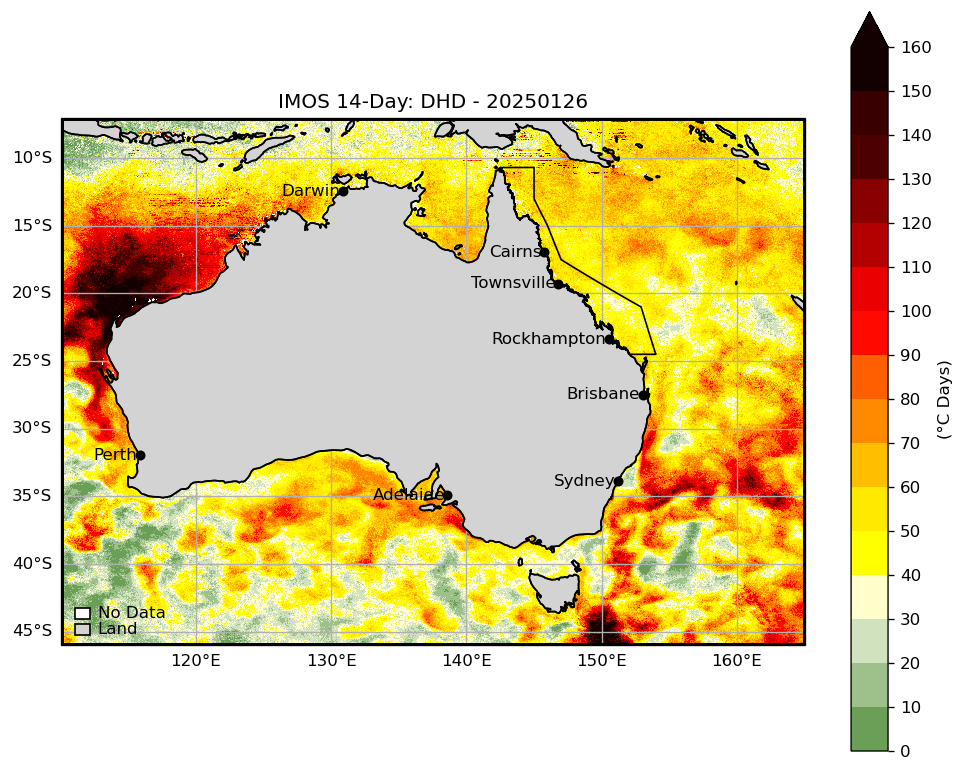 IMOS 14-Day: DHD - 20250126
10°S
15°S
20°S
25°S
30°S
35°S
40°S
45°S
Darwin
Cairns
Townsville
Rockhampton
Brisbane
Perth
Sydney
Adelaide
No Data
Land
120°E
130°E
140°E
150°E
160°E
160
150
140
130
120
110
100
90
80
70
60
50
40
30
20
10
0
(°C Days)